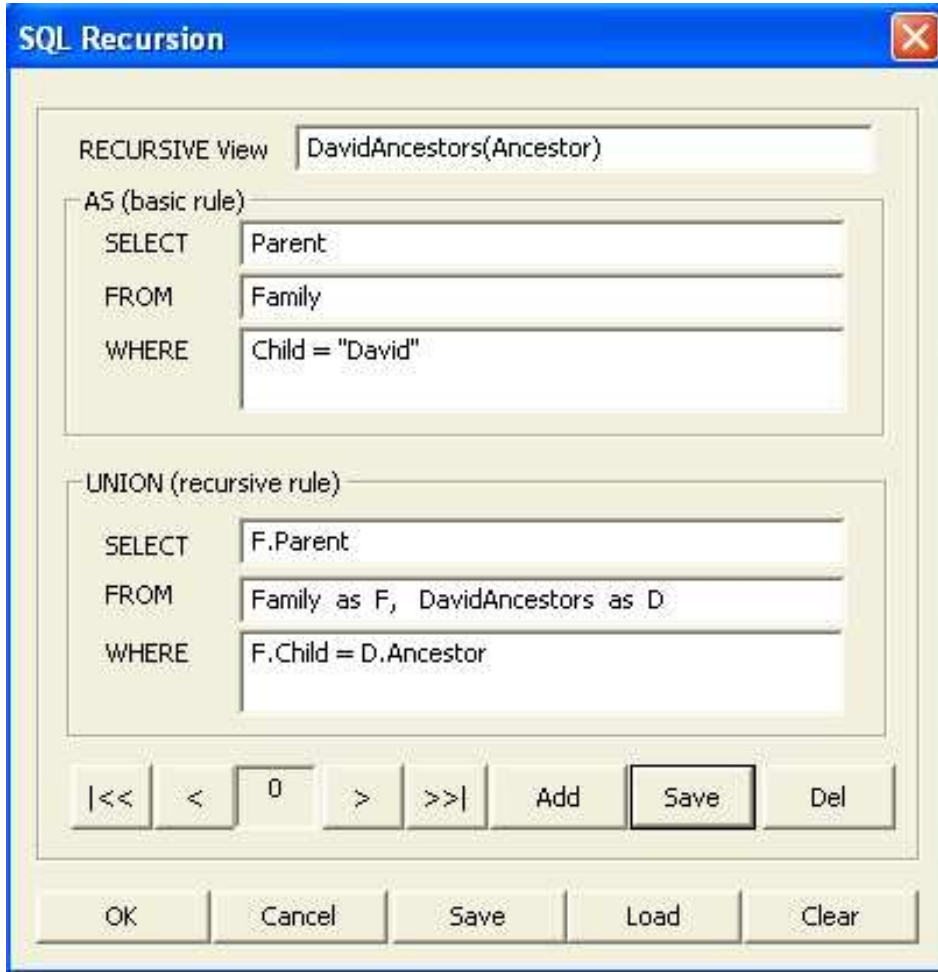 SQL Recursion
RECURSIVE View DavidAncestors(Ancestor)
AS (basic rule)
SELECT Parent
FROM Family
WHERE Child = "David"
UNION (recursive rule)
SELECT F.Parent
FROM Family as F, DavidAncestors as D
WHERE F.Child = D.Ancestor
|<< < 0 > >>| Add Save Del
OK Cancel Save Load Clear